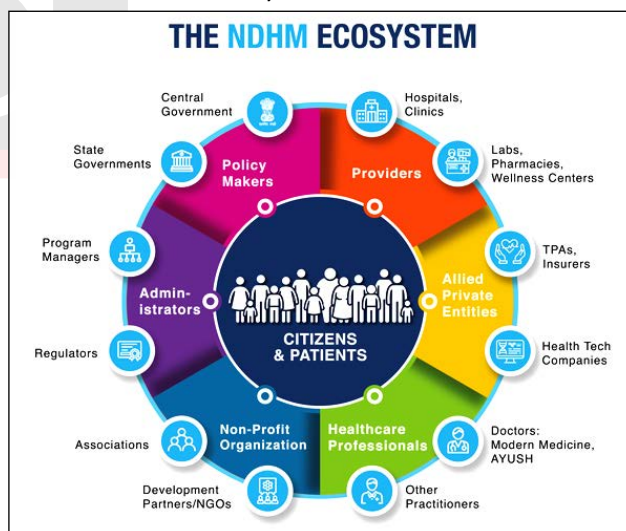 THE NDHM ECOSYSTEM
Central
Government
Hospitals,
Clinics
State
Governments
Policy
Makers
Providers
Labs,
Pharmacies,
Wellness Centers
Program
Managers
Admin-
istrators
TPAs,
Insurers
Allied
Private
Entities
CITIZENS
& PATIENTS
Regulators
Health Tech
Companies
Associations
Non-Profit
Organization
Healthcare
Professionals
Doctors:
Modern Medicine,
AYUSH
Development
Partners/NGOs
Other
Practitioners